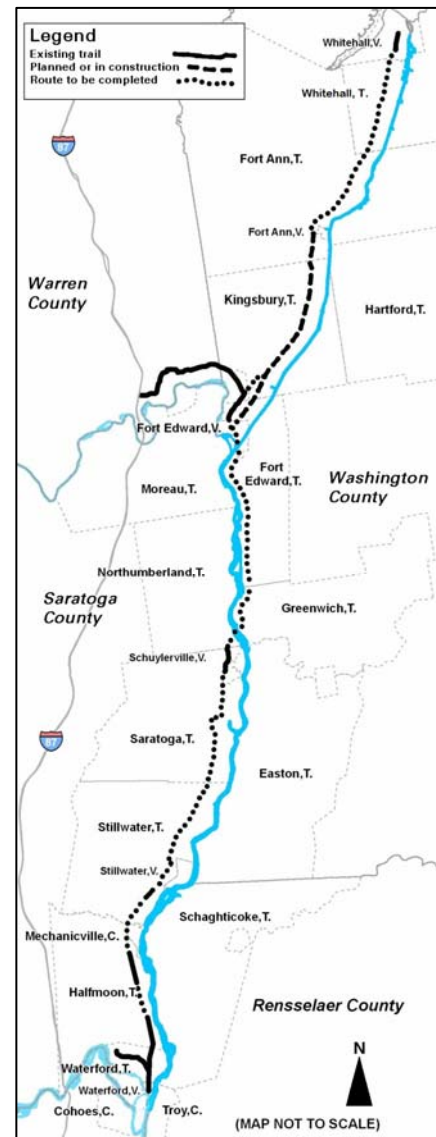 Legend
Existing trail
Planned or in construction
Route to be completed
Whitehall,V.
Whitehall, T.
87
Fort Ann,T.
Fort Ann,V.
Warren
County
Kingsbury,T.
Hartford,T.
Fort Edward,V.
Fort
Edward,T.
Washington
County
Moreau,T.
Northumberland,T.
Saratoga
County
Greenwich,T.
Schuylerville,V.
87
Saratoga,T.
Easton,T.
Stillwater,T.
Stillwater,V.
Schaghticoke,T.
Mechanicville,C.
Halfmoon,T.
Rensselaer County
N
Waterford,T.
Waterford,V.
Cohoes,C.
Troy,C.
(MAP NOT TO SCALE)